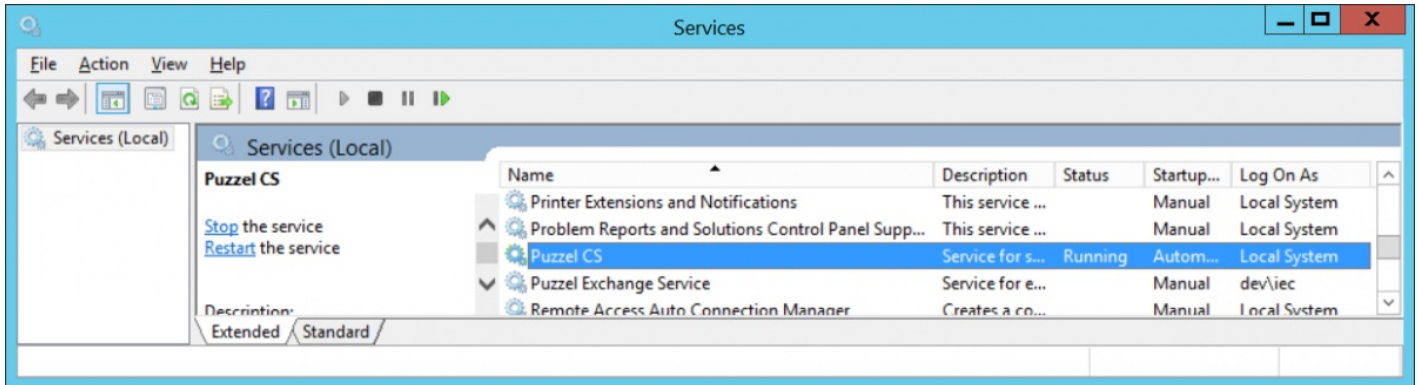 Services
File Action View Help
Services (Local)
Services (Local)
Puzzel CS
Stop the service
Restart the service
Description:
Name Description Status Startup... Log On As
Printer Extensions and Notifications This service ... Manual Local System
Problem Reports and Solutions Control Panel Supp... This service ... Manual Local System
Puzzel CS Service for s... Running Autom... Local System
Puzzel Exchange Service Service for e... Manual dev\iec
Remote Access Auto Connection Manager Creates a co... Manual Local System
Extended Standard